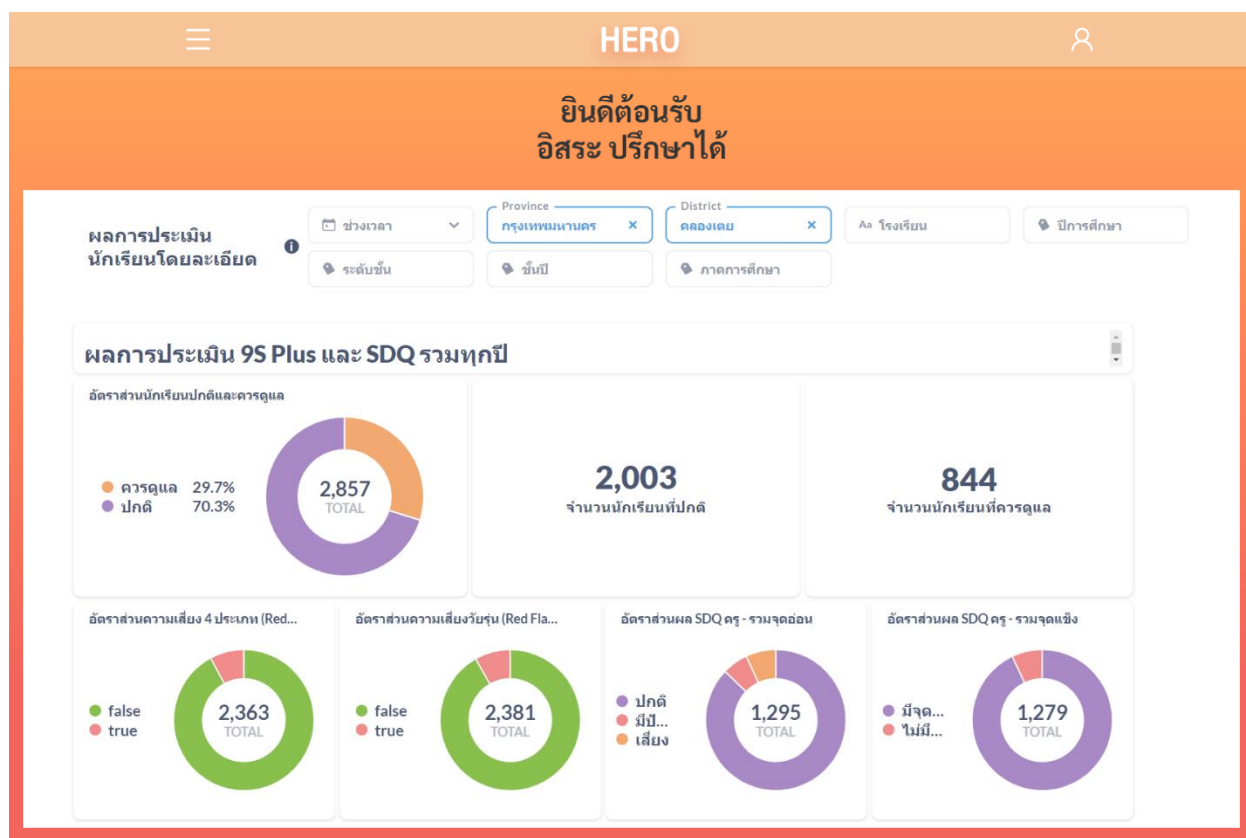 HERO
ยินดีต้อนรับ
อิสระ ปรึกษาได้
ผลการประเมิน
นักเรียนโดยละเอียด
ช่วงเวลา
Province
กรุงเทพมหานคร
District
คลองเตย
Aa โรงเรียน
ปีการศึกษา
ระดับชั้น
ชั้นปี
ภาคการศึกษา
ผลการประเมิน 9S Plus และ SDQ รวมทุกปี
อัตราส่วนนักเรียนปกติและควรดูแล
ควรดูแล 29.7%
ปกติ 70.3%
2,857
TOTAL
2,003
จำนวนนักเรียนที่ปกติ
844
จำนวนนักเรียนที่ควรดูแล
อัตราส่วนความเสี่ยง 4 ประเภท (Red...
false
true
2,363
TOTAL
อัตราส่วนความเสี่ยงวัยรุ่น (Red Fla...
false
true
2,381
TOTAL
อัตราส่วนผล SDQ ครู - รวมจุดอ่อน
ปกติ
มีปั...
เสี่ยง
1,295
TOTAL
อัตราส่วนผล SDQ ครู - รวมจุดแข็ง
มีจุด...
ไม่มี...
1,279
TOTAL